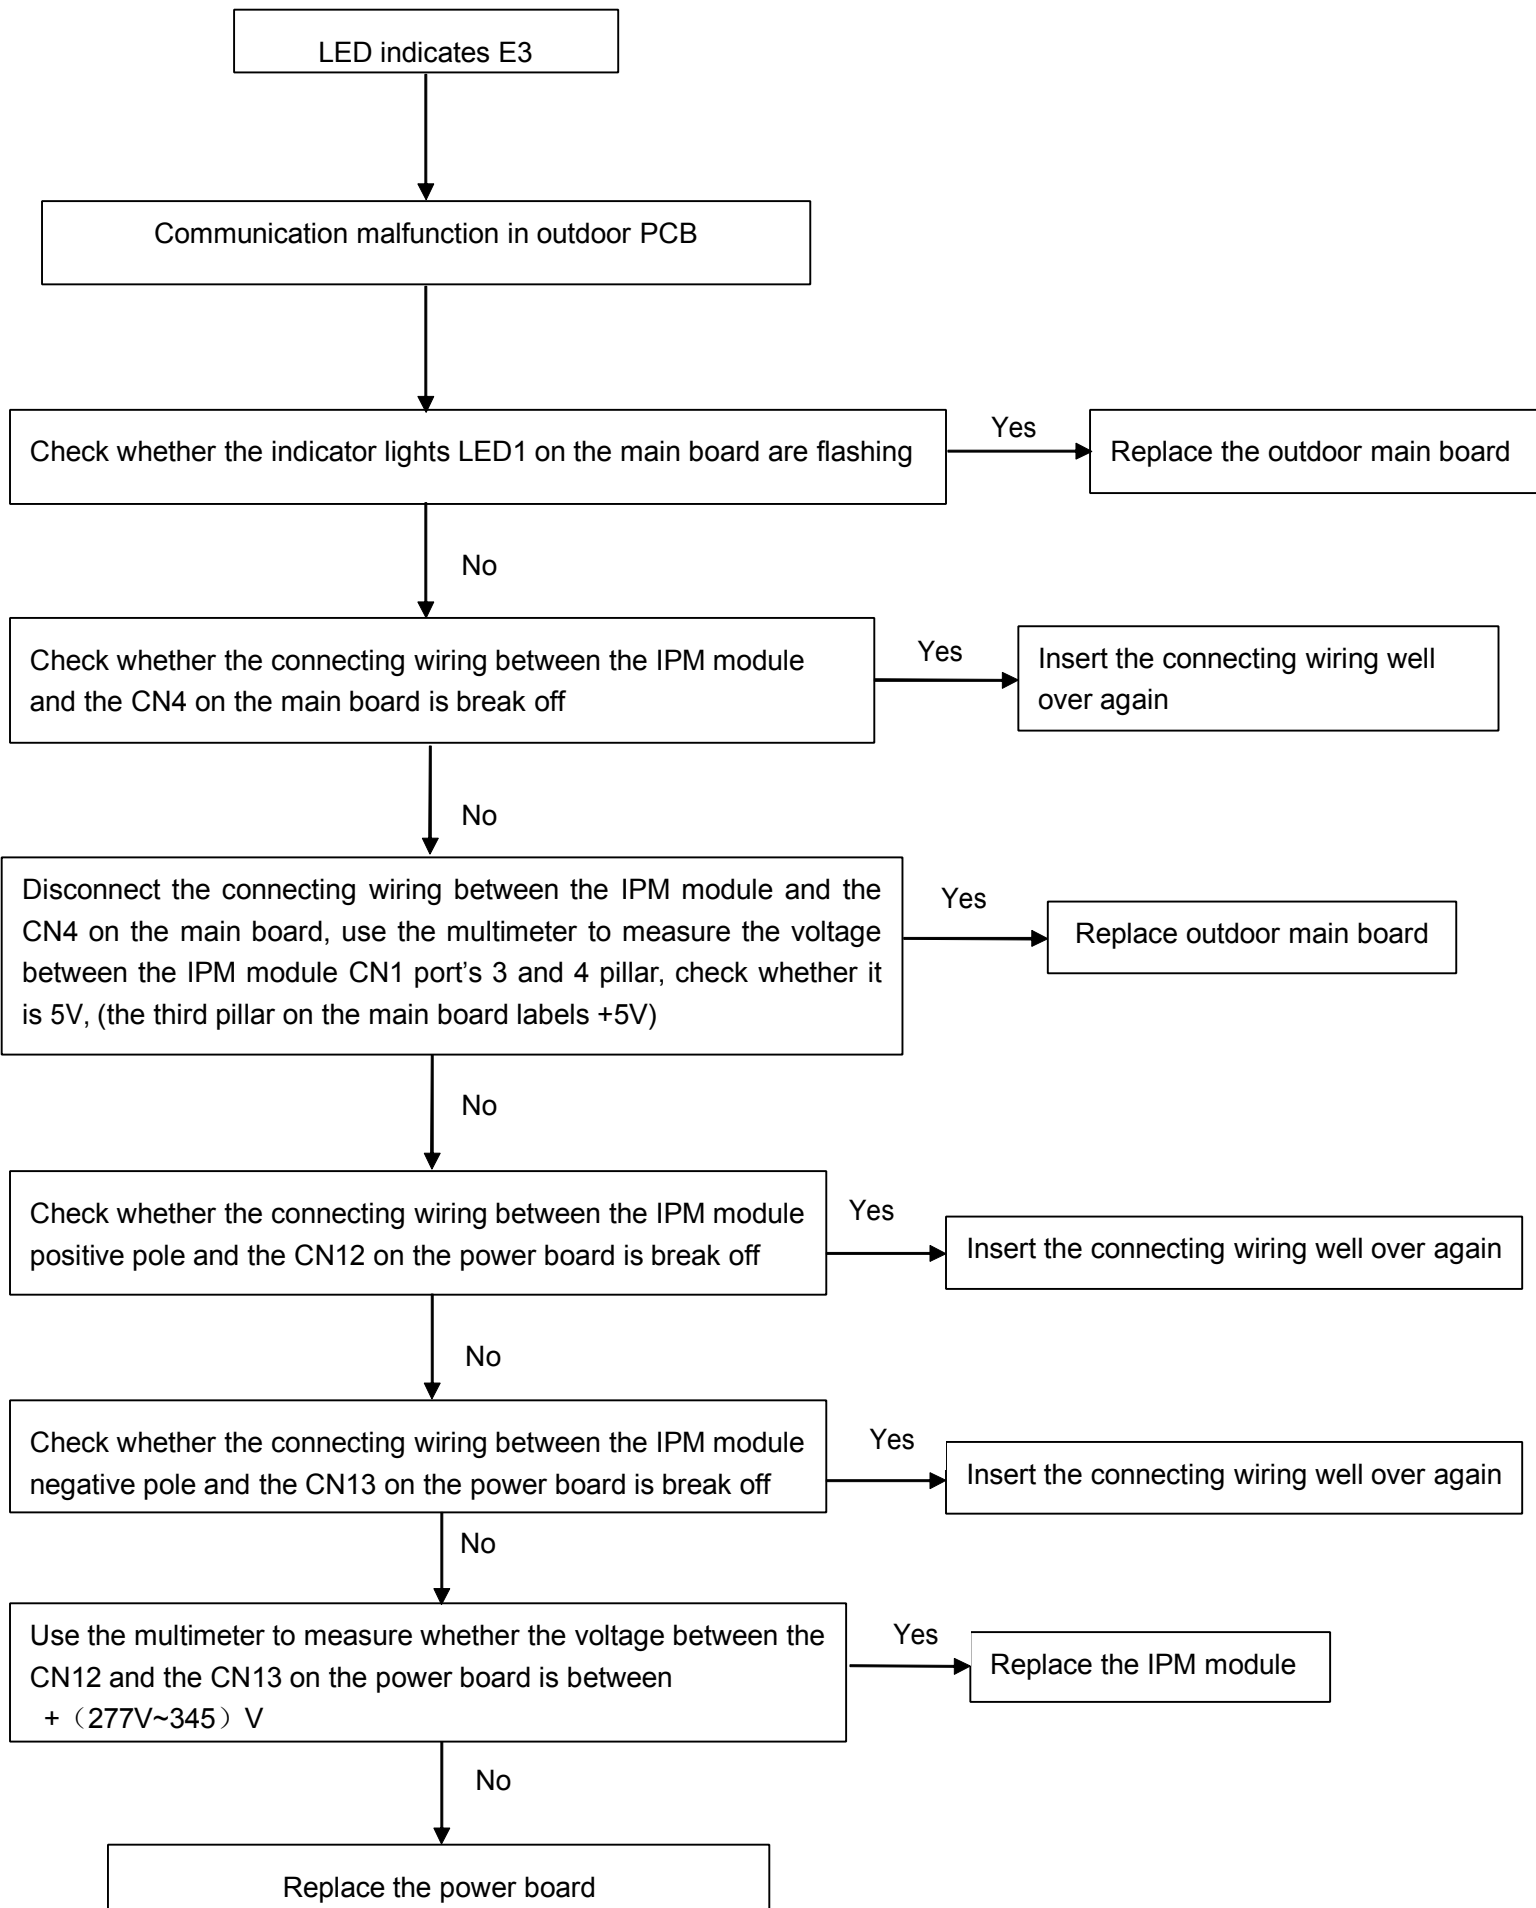 LED indicates E3
Communication malfunction in outdoor PCB
Check whether the indicator lights LED1 on the main board are flashing
Yes
Replace the outdoor main board
No
Check whether the connecting wiring between the IPM module
and the CN4 on the main board is break off
Yes
Insert the connecting wiring well
over again
No
Disconnect the connecting wiring between the IPM module and the
CN4 on the main board, use the multimeter to measure the voltage
between the IPM module CN1 port’s 3 and 4 pillar, check whether it
is 5V, (the third pillar on the main board labels +5V)
Yes
Replace outdoor main board
No
Check whether the connecting wiring between the IPM module
positive pole and the CN12 on the power board is break off
Yes
Insert the connecting wiring well over again
No
Check whether the connecting wiring between the IPM module
negative pole and the CN13 on the power board is break off
Yes
Insert the connecting wiring well over again
No
Use the multimeter to measure whether the voltage between the
CN12 and the CN13 on the power board is between
+（277V~345）V
Yes
Replace the IPM module
No
Replace the power board